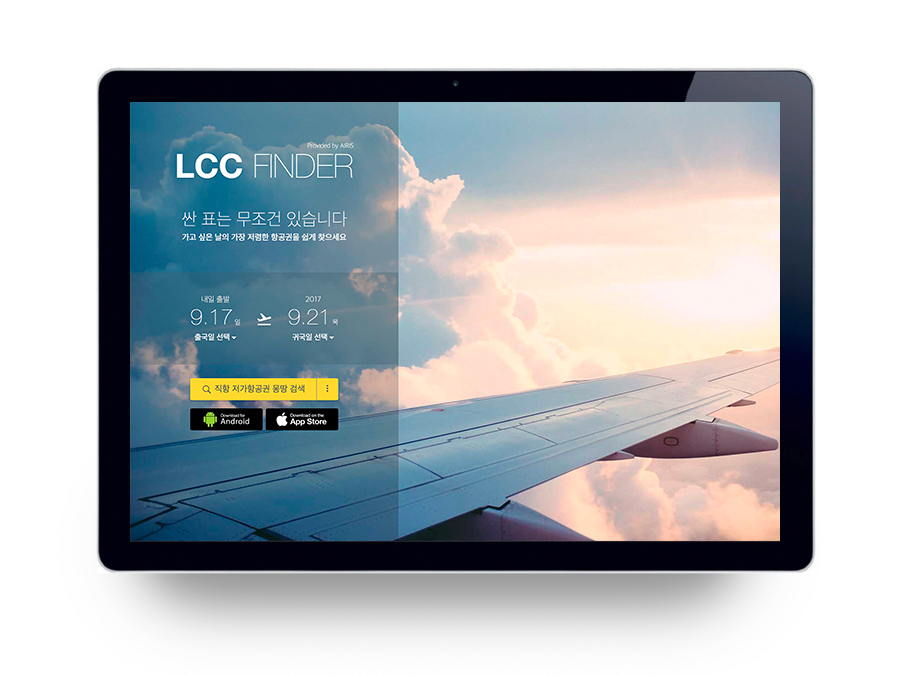 Provided by AIRIS
LCC FINDER
싼 표는 무조건 있습니다
가고 싶은 날의 가장 저렴한 항공권을 쉽게 찾으세요
내일 출발
2017
9.17 일
9.21 목
출국일 선택
귀국일 선택
직항 저가항공권 몽땅 검색
Download for
Android
Download on the
App Store